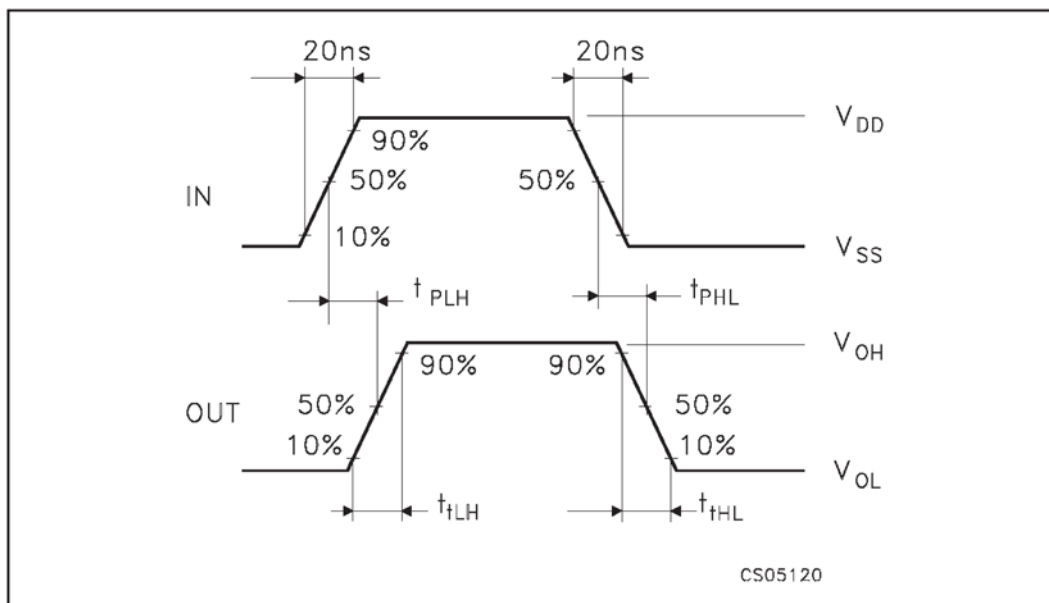 20ns 20ns
V_DD
90%
IN 50% 50%
10%
V_SS
t_PLH t_PHL
V_OH
90% 90%
OUT 50% 50%
10% 10%
V_OL
t_tLH t_tHL
CS05120